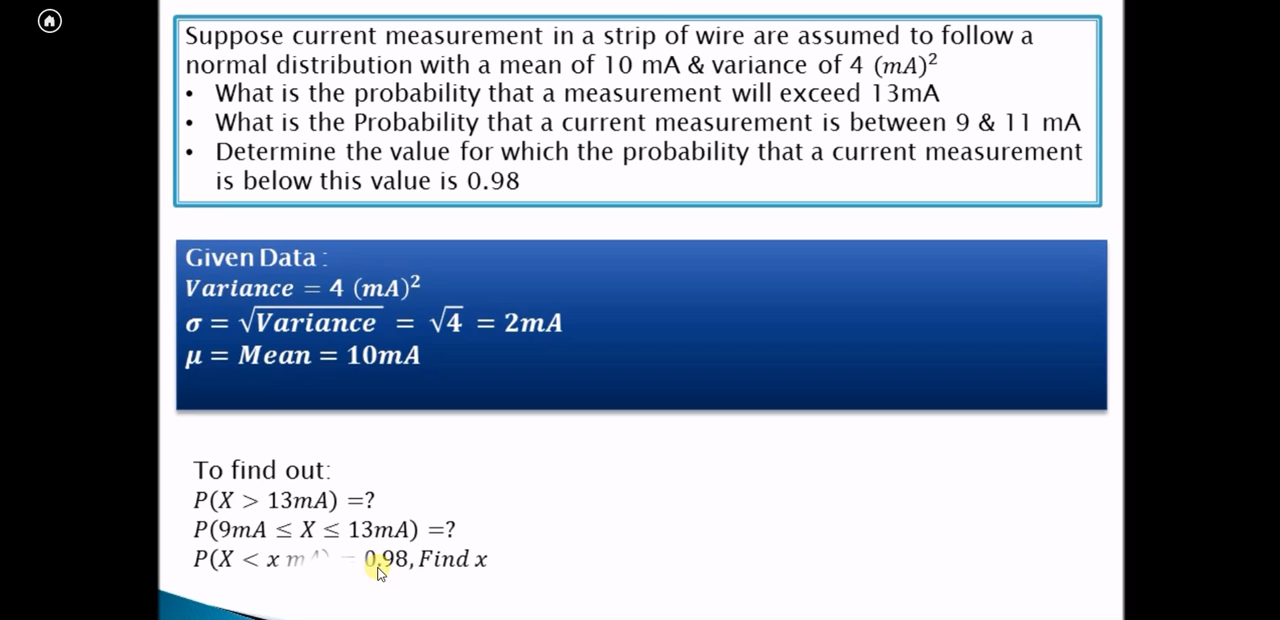 Suppose current measurement in a strip of wire are assumed to follow a
normal distribution with a mean of 10 mA & variance of 4 (mA)²
• What is the probability that a measurement will exceed 13mA
• What is the Probability that a current measurement is between 9 & 11 mA
• Determine the value for which the probability that a current measurement
is below this value is 0.98
Given Data :
Variance = 4 (mA)²
σ = √Variance = √4 = 2mA
μ = Mean = 10mA
To find out:
P(X > 13mA) =?
P(9mA ≤ X ≤ 13mA) =?
P(X < x mA) = 0.98, Find x